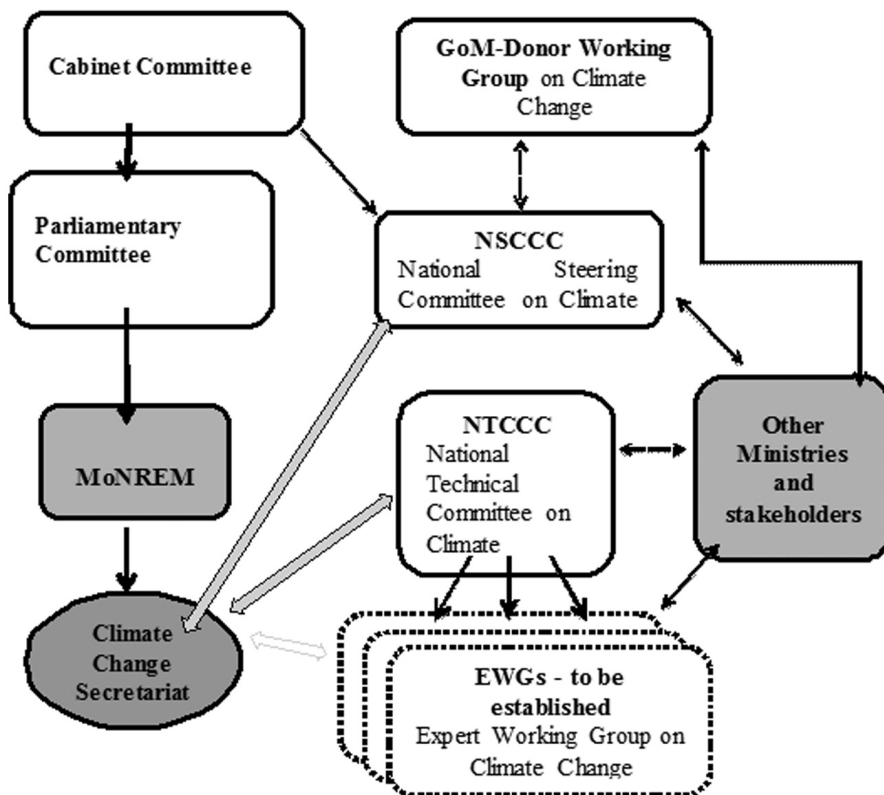 Cabinet Committee
GoM-Donor Working
Group on Climate
Change
Parliamentary
Committee
NSCCC
National Steering
Committee on Climate
MoNREM
NTCCC
National
Technical
Committee on
Climate
Other
Ministries
and
stakeholders
Climate
Change
Secretariat
EWGs - to be
established
Expert Working Group on
Climate Change